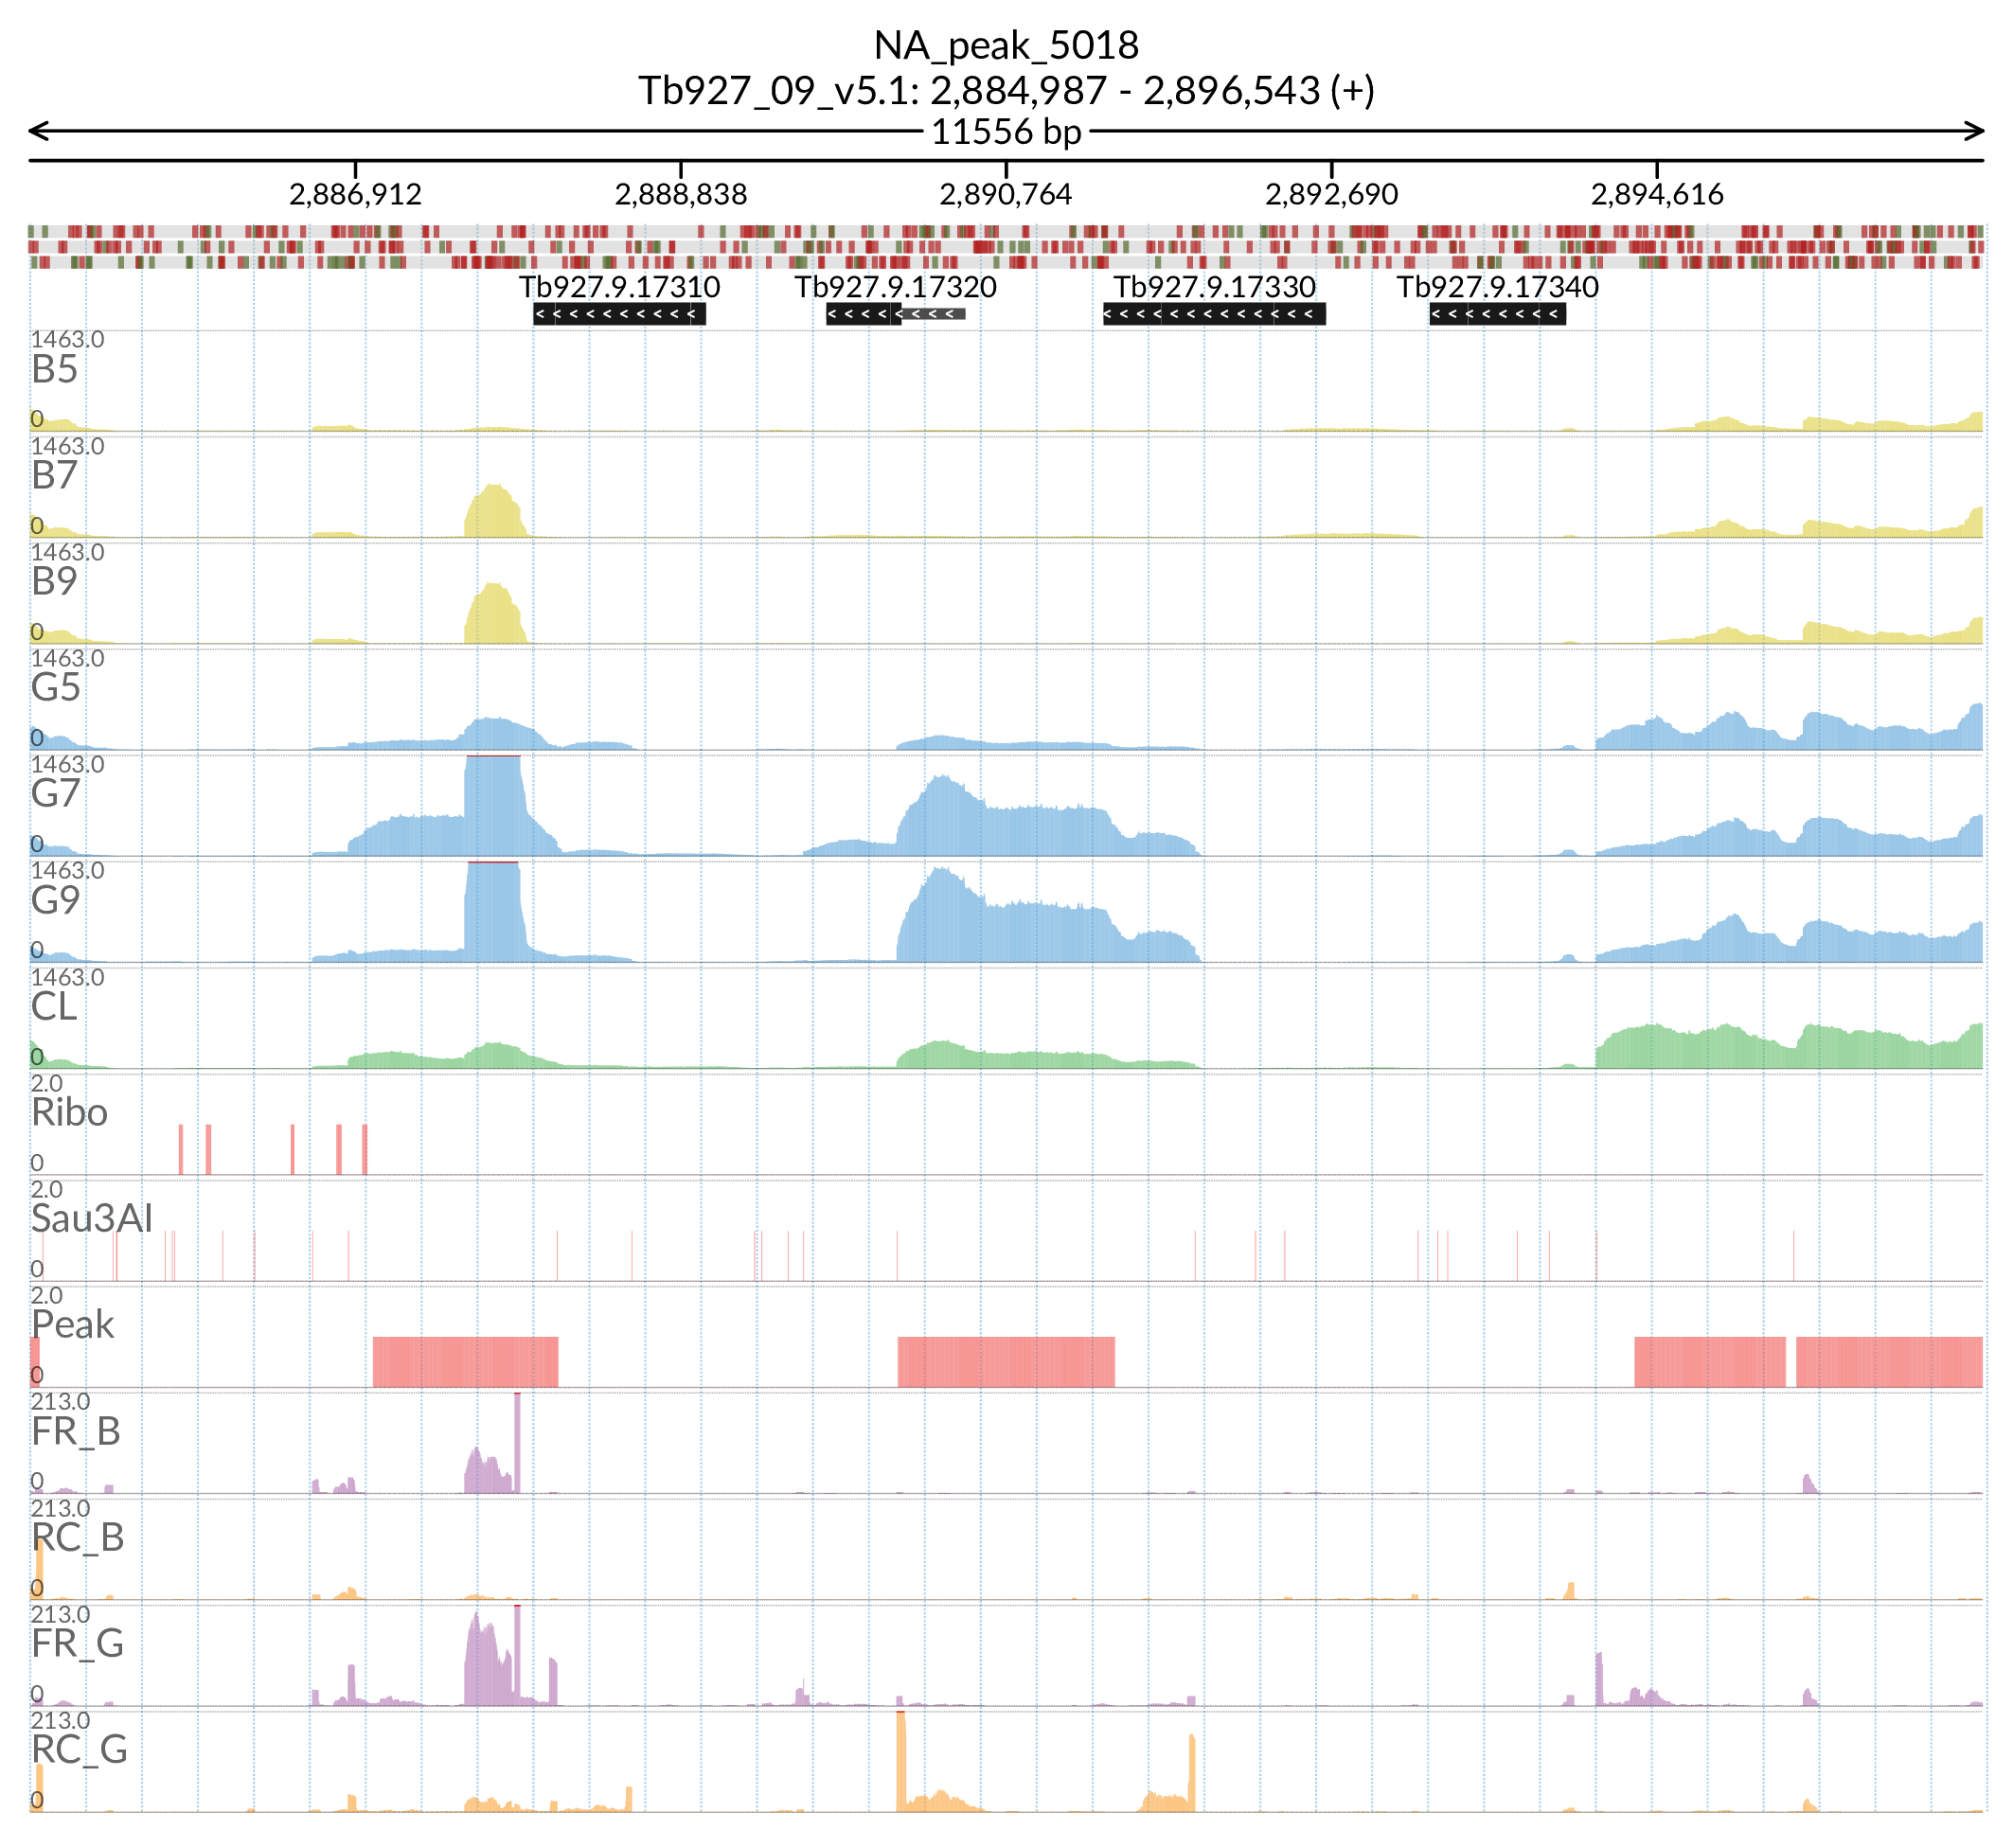 NA_peak_5018
Tb927_09_v5.1: 2,884,987 - 2,896,543 (+)
11556 bp
2,886,912 2,888,838 2,890,764 2,892,690 2,894,616
Tb927.9.17310 Tb927.9.17320 Tb927.9.17330 Tb927.9.17340
1463.0
B5
0
1463.0
B7
0
1463.0
B9
0
1463.0
G5
0
1463.0
G7
0
1463.0
G9
0
1463.0
CL
0
2.0
Ribo
0
2.0
Sau3AI
0
2.0
Peak
0
213.0
FR_B
0
213.0
RC_B
0
213.0
FR_G
0
213.0
RC_G
0